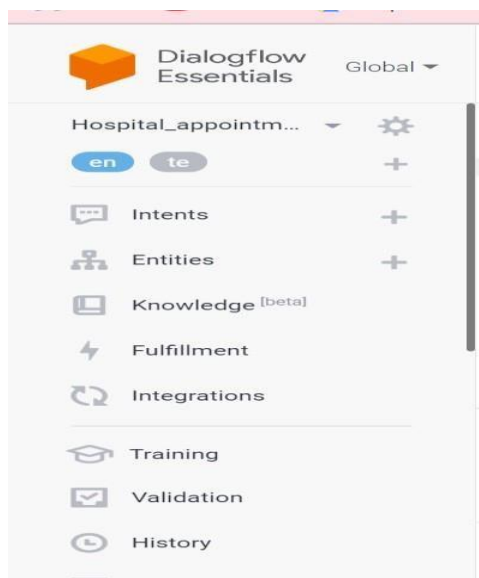 Dialogflow
Essentials
Global
Hospital_appointm...
en te
Intents
Entities
Knowledge [beta]
Fulfillment
Integrations
Training
Validation
History